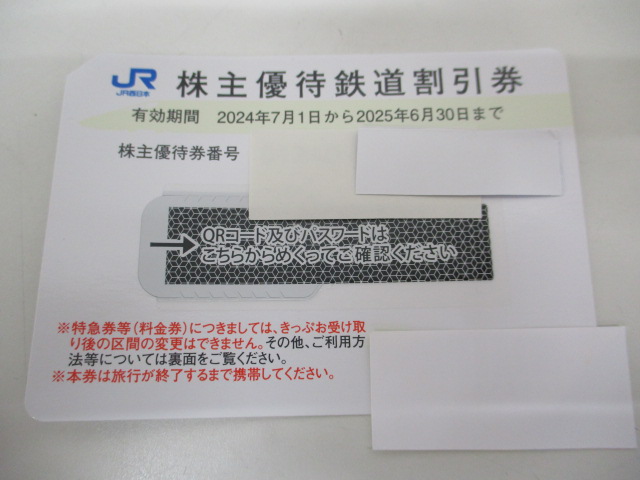 JR
JR西日本
株主優待鉄道割引券
有効期間 2024年7月1日から2025年6月30日まで
株主優待券番号
QRコード及びパスワードは
こちらからめくってご確認ください
※特急券等(料金券)につきましては、きっぷお受け取
り後の区間の変更はできません。その他、ご利用方
法等については裏面をご覧ください。
※本券は旅行が終了するまで携帯してください。